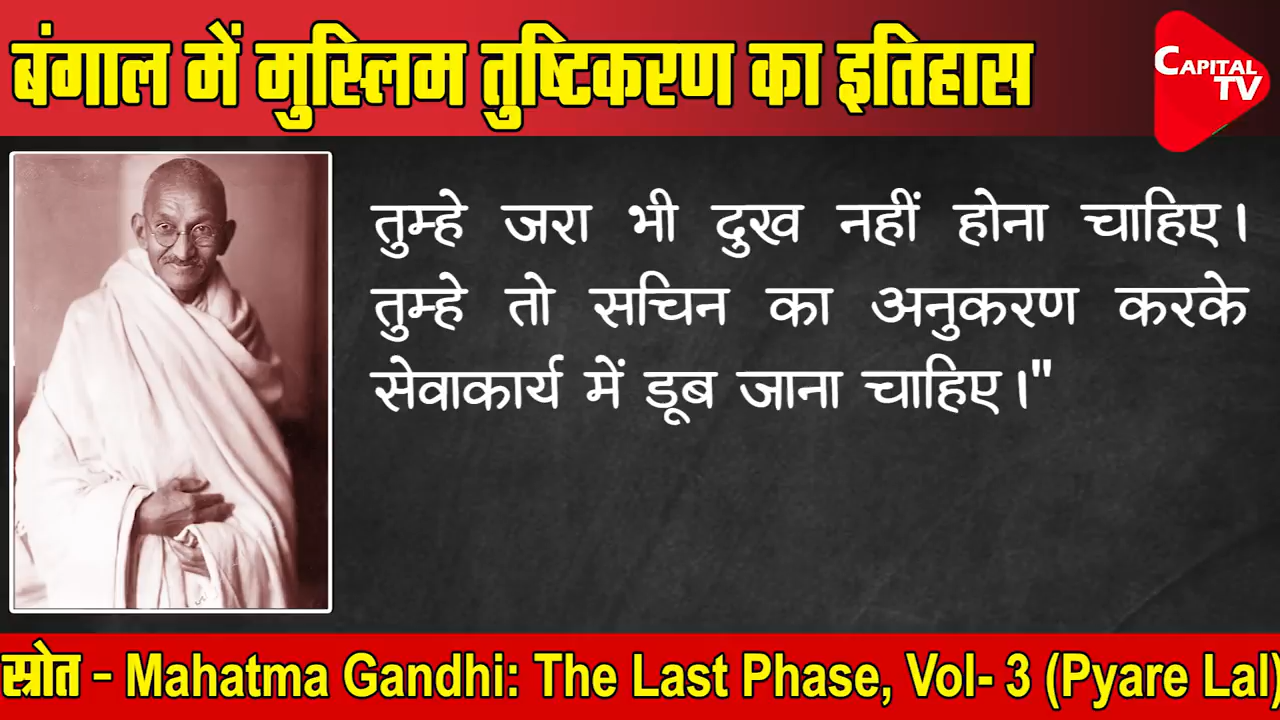 बंगाल में मुस्लिम तुष्टिकरण का इतिहास
CAPITAL
TV
तुम्हे जरा भी दुख नहीं होना चाहिए।
तुम्हे तो सचिन का अनुकरण करके
सेवाकार्य में डूब जाना चाहिए।"
स्रोत - Mahatma Gandhi: The Last Phase, Vol- 3 (Pyare Lal)